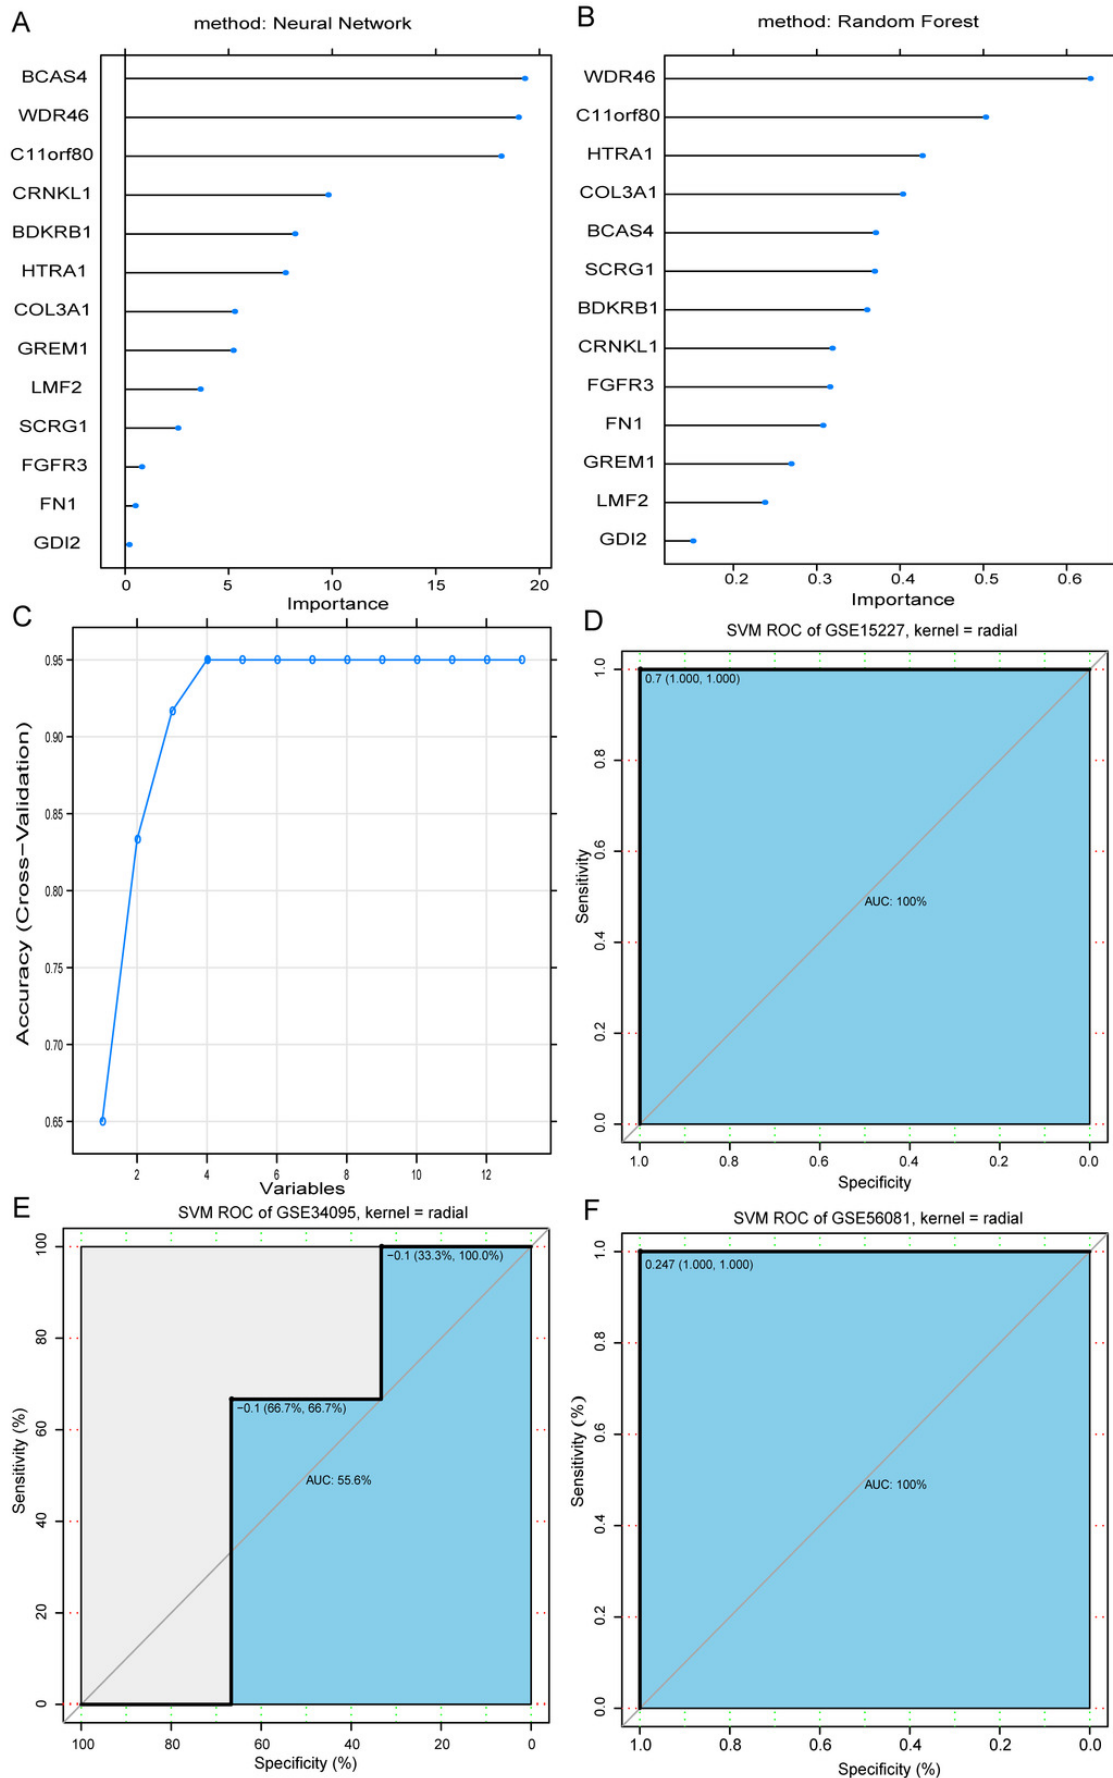 A
method: Neural Network
BCAS4
WDR46
C11orf80
CRNKL1
BDKRB1
HTRA1
COL3A1
GREM1
LMF2
SCRG1
FGFR3
FN1
GDI2
0 5 10 15 20
Importance
B
method: Random Forest
WDR46
C11orf80
HTRA1
COL3A1
BCAS4
SCRG1
BDKRB1
CRNKL1
FGFR3
FN1
GREM1
LMF2
GDI2
0.2 0.3 0.4 0.5 0.6
Importance
C
Accuracy (Cross−Validation)
0.95
0.90
0.85
0.80
0.75
0.70
0.65
2 4 6 8 10 12
Variables
D
SVM ROC of GSE15227, kernel = radial
Sensitivity
1.0
0.8
0.6
0.4
0.2
0.0
0.7 (1.000, 1.000)
AUC: 100%
1.0 0.8 0.6 0.4 0.2 0.0
Specificity
E
SVM ROC of GSE34095, kernel = radial
Sensitivity (%)
100
80
60
40
20
0
−0.1 (33.3%, 100.0%)
−0.1 (66.7%, 66.7%)
AUC: 55.6%
100 80 60 40 20 0
Specificity (%)
F
SVM ROC of GSE56081, kernel = radial
Sensitivity (%)
1.0
0.8
0.6
0.4
0.2
0.0
0.247 (1.000, 1.000)
AUC: 100%
1.0 0.8 0.6 0.4 0.2 0.0
Specificity (%)